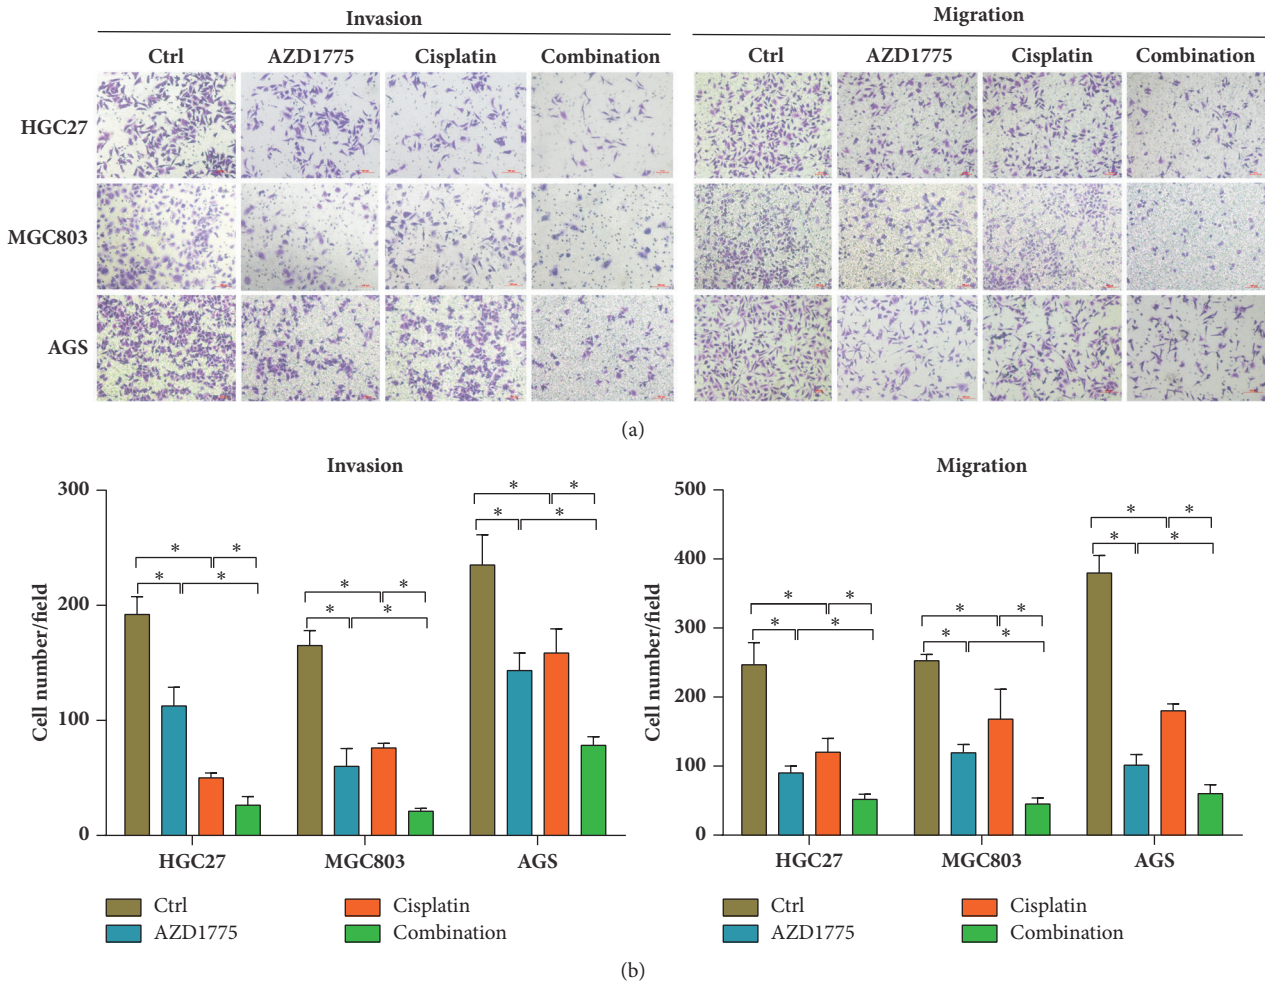 Invasion Migration
Ctrl AZD1775 Cisplatin Combination Ctrl AZD1775 Cisplatin Combination
HGC27
MGC803
AGS
(a)
Invasion
300
200
100
0
Cell number/field
* * * *
* * * *
* * * *
HGC27 MGC803 AGS
Ctrl Cisplatin
AZD1775 Combination
Migration
500
400
300
200
100
0
Cell number/field
* * * *
* * * *
* * * *
HGC27 MGC803 AGS
Ctrl Cisplatin
AZD1775 Combination
(b)